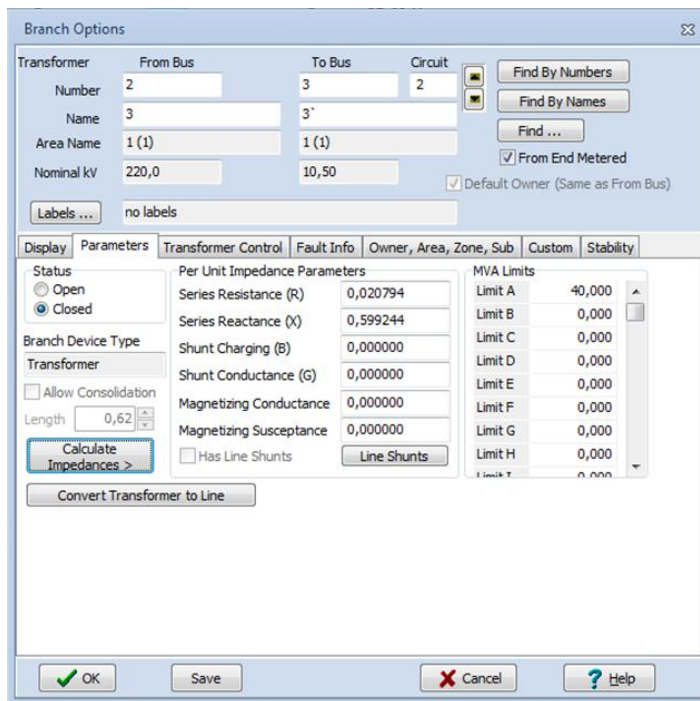 Branch Options
Transformer From Bus To Bus Circuit
Number 2 3 2
Find By Numbers
Name 3 3`
Find By Names
Area Name 1 (1) 1 (1)
Find ...
From End Metered
Nominal kV 220,0 10,50
Default Owner (Same as From Bus)
Labels ... no labels
Display Parameters Transformer Control Fault Info Owner, Area, Zone, Sub Custom Stability
Status
Open
Closed
Branch Device Type
Transformer
Allow Consolidation
Length 0,62
Calculate
Impedances >
Per Unit Impedance Parameters
Series Resistance (R) 0,020794
Series Reactance (X) 0,599244
Shunt Charging (B) 0,000000
Shunt Conductance (G) 0,000000
Magnetizing Conductance 0,000000
Magnetizing Susceptance 0,000000
Has Line Shunts Line Shunts
MVA Limits
Limit A 40,000
Limit B 0,000
Limit C 0,000
Limit D 0,000
Limit E 0,000
Limit F 0,000
Limit G 0,000
Limit H 0,000
Limit I 0,000
Convert Transformer to Line
OK Save Cancel Help